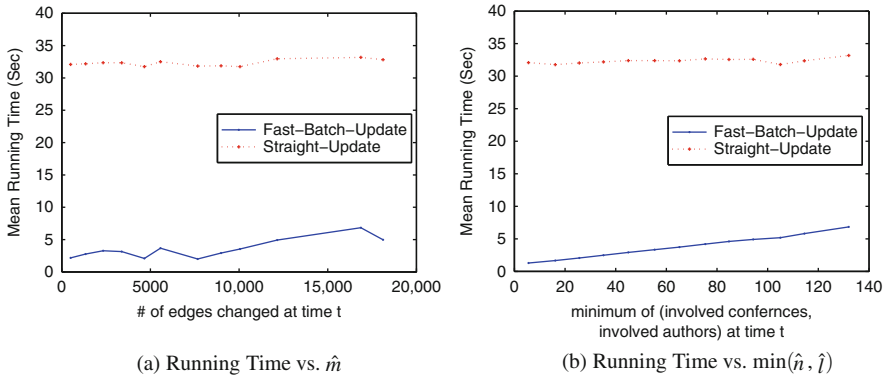 40
35
30
25
20
15
10
5
0
Mean Running Time (Sec)
Fast−Batch−Update
Straight−Update
0 5000 10,000 15,000 20,000
# of edges changed at time t
(a) Running Time vs. m̂
40
35
30
25
20
15
10
5
0
Mean Running Time (Sec)
Fast−Batch−Update
Straight−Update
0 20 40 60 80 100 120 140
minimum of (involved confernces,
involved authors) at time t
(b) Running Time vs. min(n̂, l̂)